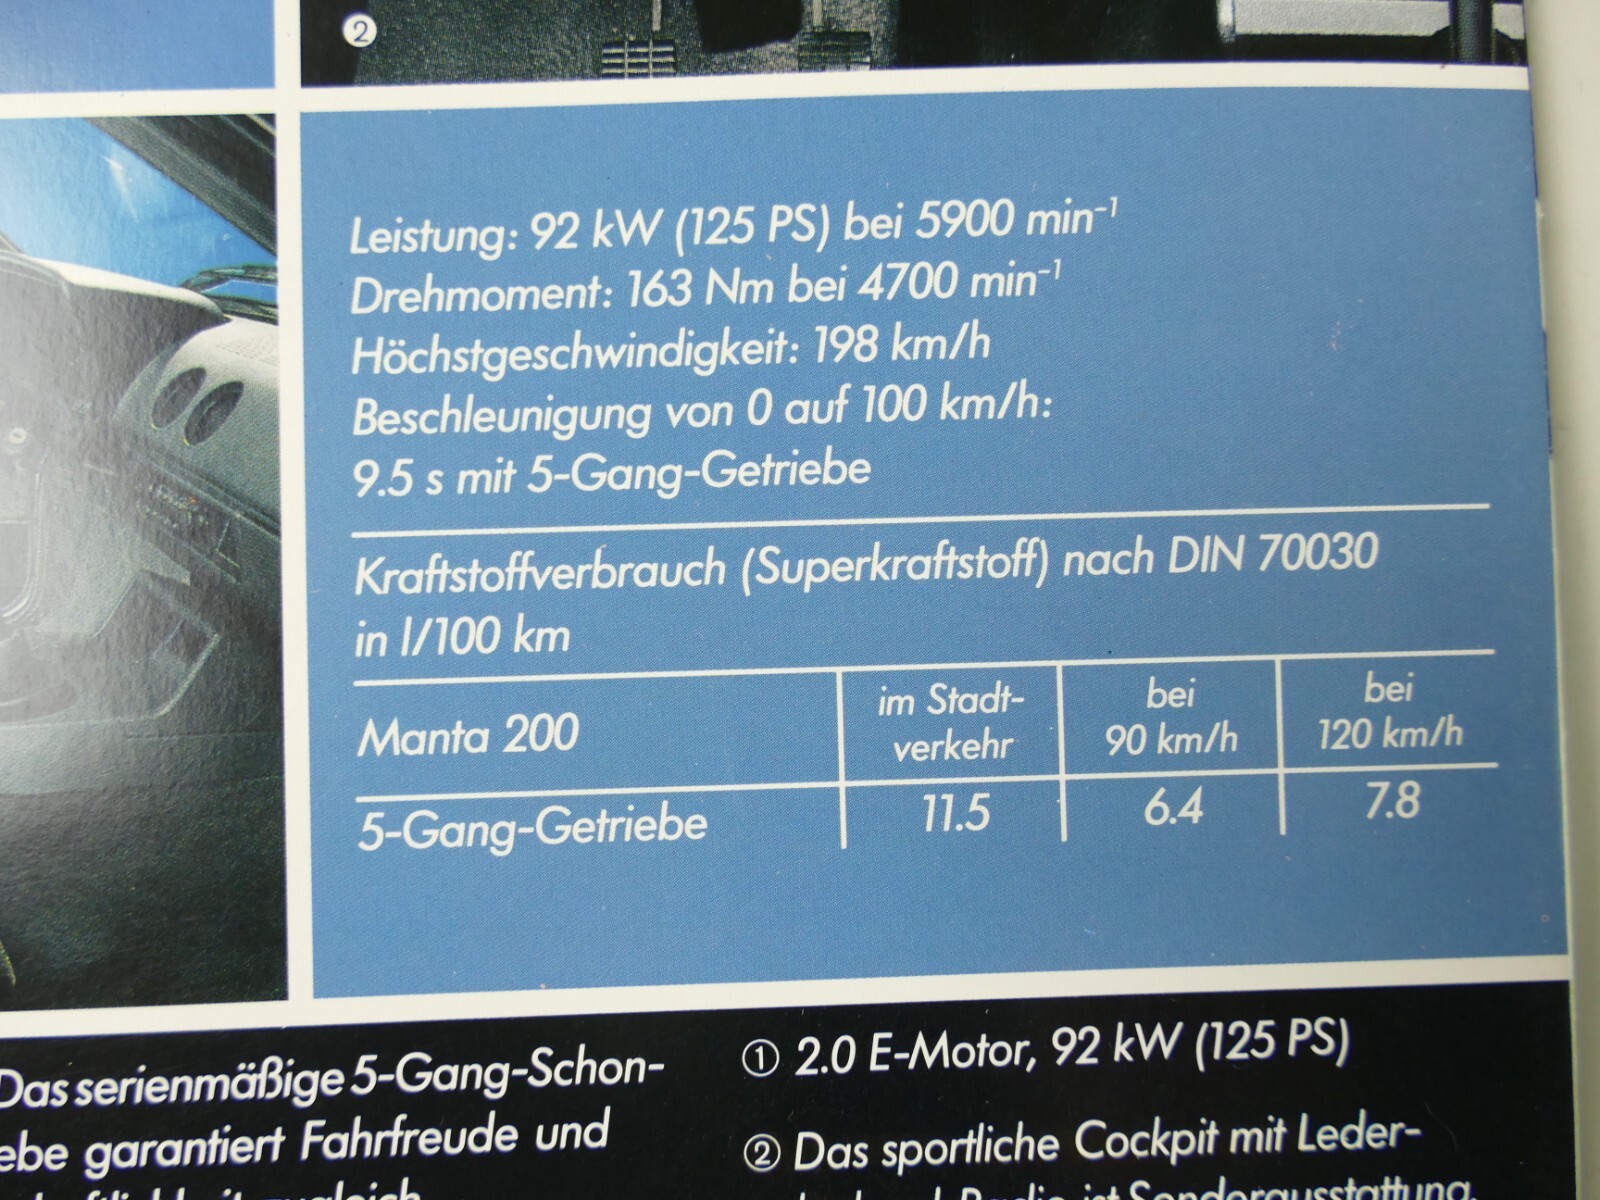 ②
Leistung: 92 kW (125 PS) bei 5900 min⁻¹
Drehmoment: 163 Nm bei 4700 min⁻¹
Höchstgeschwindigkeit: 198 km/h
Beschleunigung von 0 auf 100 km/h:
9.5 s mit 5-Gang-Getriebe
Kraftstoffverbrauch (Superkraftstoff) nach DIN 70030
in l/100 km
Manta 200 im Stadt- bei bei
verkehr 90 km/h 120 km/h
5-Gang-Getriebe 11.5 6.4 7.8
Das serienmäßige 5-Gang-Schon-
ebe garantiert Fahrfreude und
zugleich
① 2.0 E-Motor, 92 kW (125 PS)
② Das sportliche Cockpit mit Leder-
Radio ist Sonderausstattung.